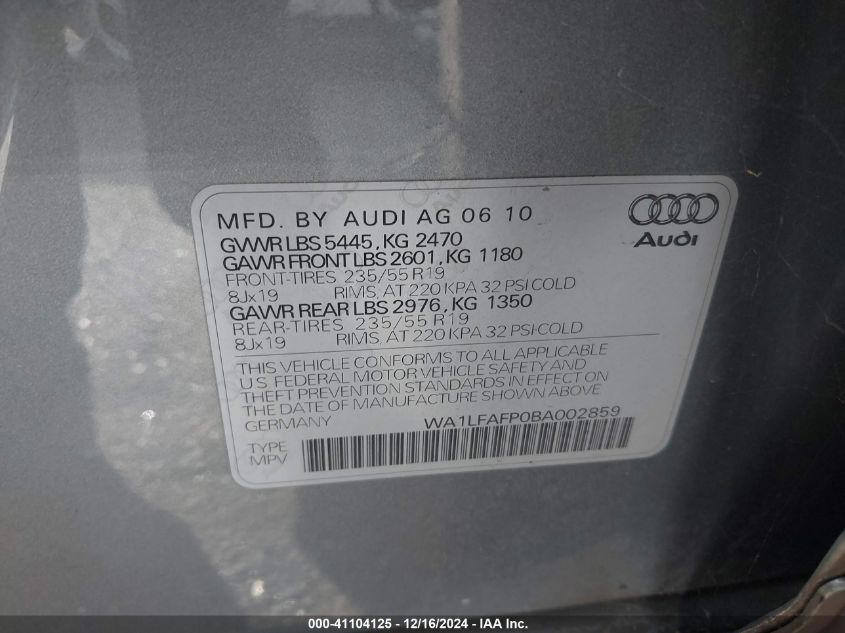 MFD. BY AUDI AG 06 10
Audi
GVWR LBS 5445, KG 2470
GAWR FRONT LBS 2601, KG 1180
FRONT-TIRES 235/55 R19
8Jx19 RIMS, AT 220 KPA 32 PSI COLD
GAWR REAR LBS 2976, KG 1350
REAR-TIRES 235/55 R19
8Jx19 RIMS, AT 220 KPA 32 PSI COLD
THIS VEHICLE CONFORMS TO ALL APPLICABLE
U.S. FEDERAL MOTOR VEHICLE SAFETY AND
THEFT PREVENTION STANDARDS IN EFFECT ON
THE DATE OF MANUFACTURE SHOWN ABOVE
GERMANY WA1LFAFP0BA002859
TYPE
MPV
000-41104125 - 12/16/2024 - IAA Inc.